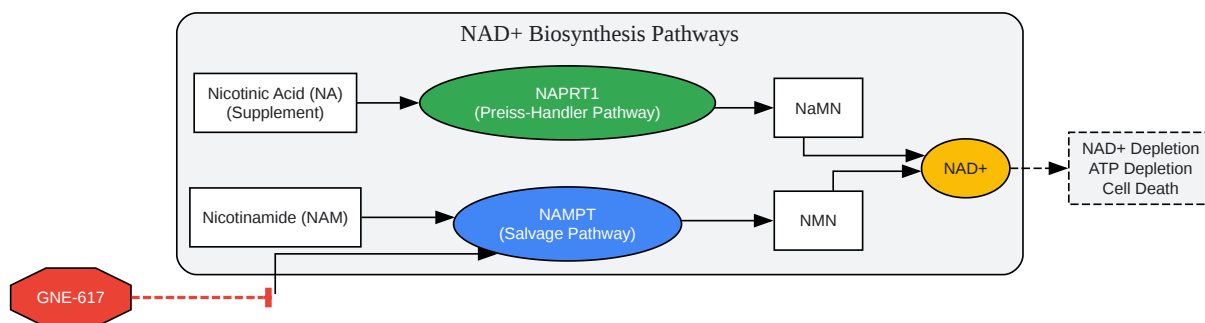 NAD+ Biosynthesis Pathways
Nicotinic Acid (NA)
(Supplement)
NAPRT1
(Preiss-Handler Pathway)
NaMN
NAD+
NAD+ Depletion
ATP Depletion
Cell Death
Nicotinamide (NAM)
NAMPT
(Salvage Pathway)
NMN
GNE-617